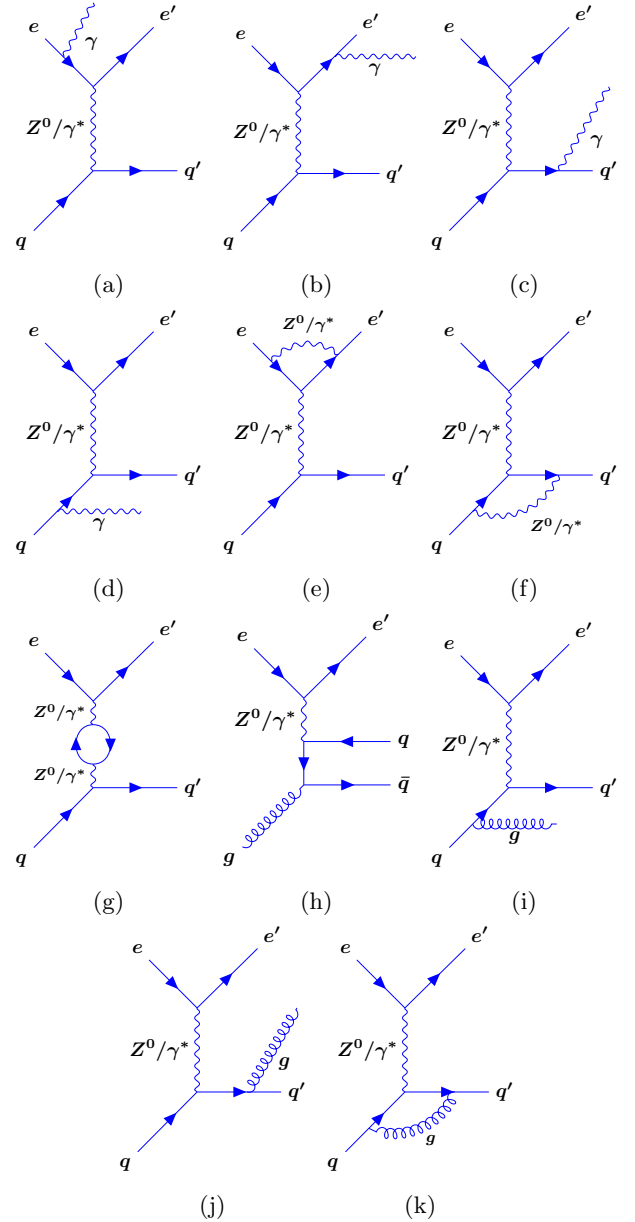 e γ e′ e e′ e e′
γ
Z⁰/γ* Z⁰/γ* Z⁰/γ* γ
q′ q′ q′
q q q
(a) (b) (c)
e e′ e Z⁰/γ* e′ e e′
Z⁰/γ* Z⁰/γ* Z⁰/γ*
q′ q′ q′
q γ q q Z⁰/γ*
(d) (e) (f)
e e′ e e′ e e′
Z⁰/γ* Z⁰/γ* Z⁰/γ*
Z⁰/γ* q
q′ q̄ q′
q g q g
(g) (h) (i)
e e′ e e′
Z⁰/γ* g Z⁰/γ*
q′ q′
q q g
(j) (k)